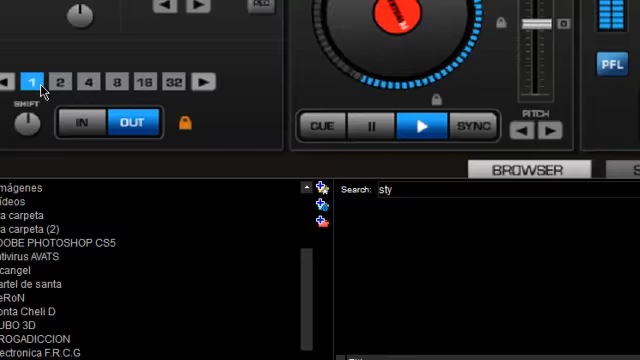 REC
1 2 4 8 16 32
SHIFT
IN OUT
CUE
SYNC
PITCH
PFL
BROWSER S
Search: sty
mágenes
ídeos
a carpeta
a carpeta (2)
DOBE PHOTOSHOP CS5
ntivirus AVATS
cangel
artel de santa
eRoN
onta Cheli D
UBO 3D
ROGADICCION
ectronica F.R.C.G